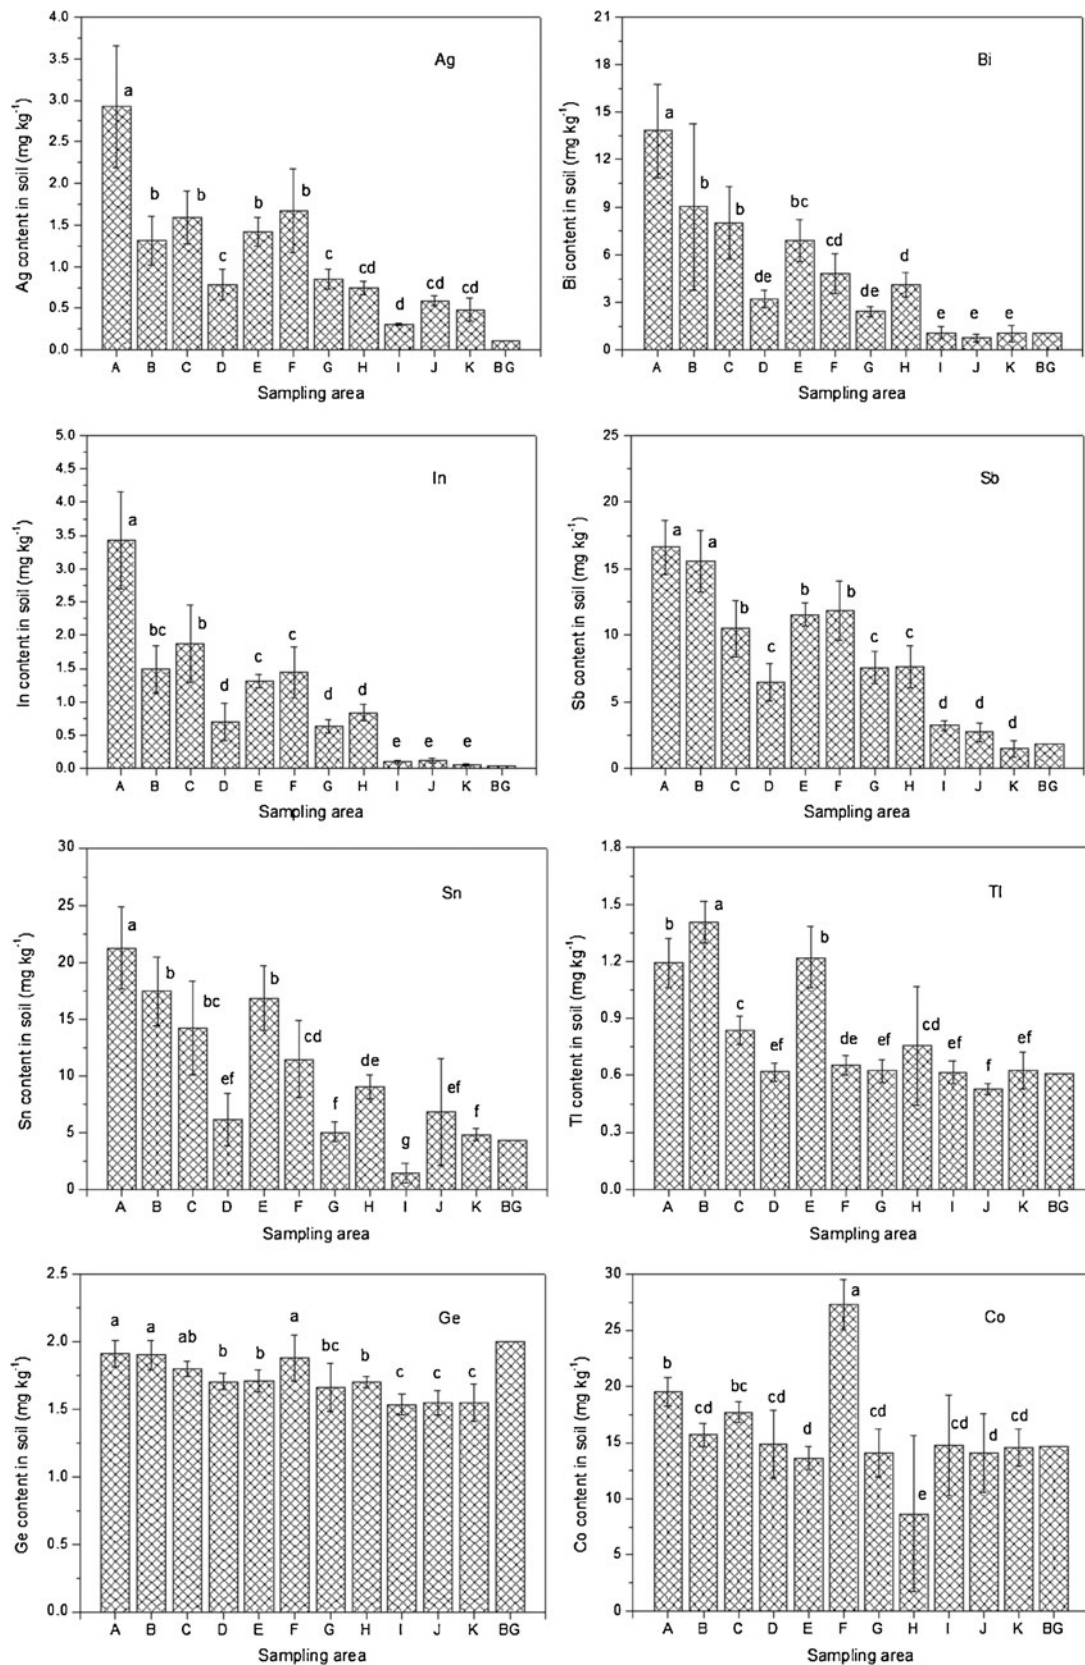 4.0
3.5
3.0
2.5
2.0
1.5
1.0
0.5
0.0
Ag content in soil (mg kg⁻¹)
Ag
a
b
b
c
b
b
c
cd
d
cd
cd
A B C D E F G H I J K BG
Sampling area
21
18
15
12
9
6
3
0
Bi content in soil (mg kg⁻¹)
Bi
a
b
b
de
bc
cd
de
d
e
e
e
A B C D E F G H I J K BG
Sampling area
5.0
4.5
4.0
3.5
3.0
2.5
2.0
1.5
1.0
0.5
0.0
In content in soil (mg kg⁻¹)
In
a
bc
b
d
c
c
d
d
e
e
e
A B C D E F G H I J K BG
Sampling area
25
20
15
10
5
0
Sb content in soil (mg kg⁻¹)
Sb
a
a
b
c
b
b
c
c
d
d
d
A B C D E F G H I J K BG
Sampling area
30
25
20
15
10
5
0
Sn content in soil (mg kg⁻¹)
Sn
a
b
bc
ef
b
cd
f
de
g
ef
f
A B C D E F G H I J K BG
Sampling area
1.8
1.5
1.2
0.9
0.6
0.3
0.0
Tl content in soil (mg kg⁻¹)
Tl
b
a
c
ef
b
de
ef
cd
ef
f
ef
A B C D E F G H I J K BG
Sampling area
2.5
2.0
1.5
1.0
0.5
0.0
Ge content in soil (mg kg⁻¹)
Ge
a
a
ab
b
b
a
bc
b
c
c
c
A B C D E F G H I J K BG
Sampling area
30
25
20
15
10
5
0
Co content in soil (mg kg⁻¹)
Co
b
cd
bc
cd
d
a
cd
e
cd
d
cd
A B C D E F G H I J K BG
Sampling area